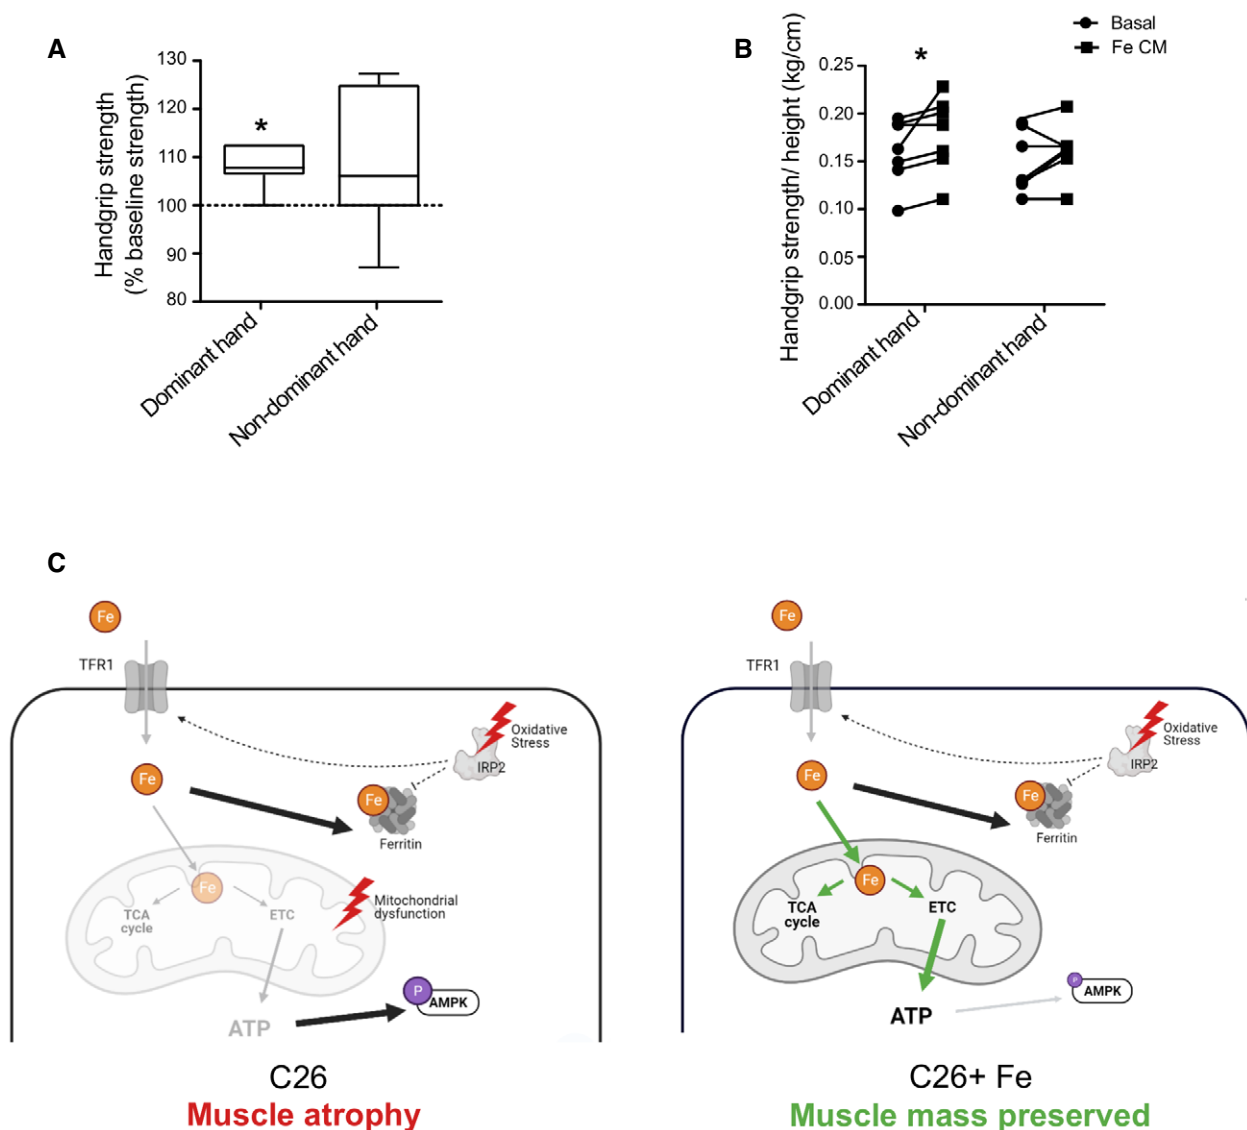 A
Handgrip strength
(% baseline strength)
130
120
110
100
90
80
*
Dominant hand
Non-dominant hand
B
Basal
Fe CM
Handgrip strength/ height (kg/cm)
0.25
0.20
0.15
0.10
0.05
0.00
*
Dominant hand
Non-dominant hand
C
Fe
TFR1
Oxidative
Stress
IRP2
Fe
Fe
Ferritin
Fe
TCA
cycle
ETC
Mitochondrial
dysfunction
P
AMPK
ATP
C26
Muscle atrophy
Fe
TFR1
Oxidative
Stress
IRP2
Fe
Fe
Ferritin
Fe
TCA
cycle
ETC
P
AMPK
ATP
C26+ Fe
Muscle mass preserved